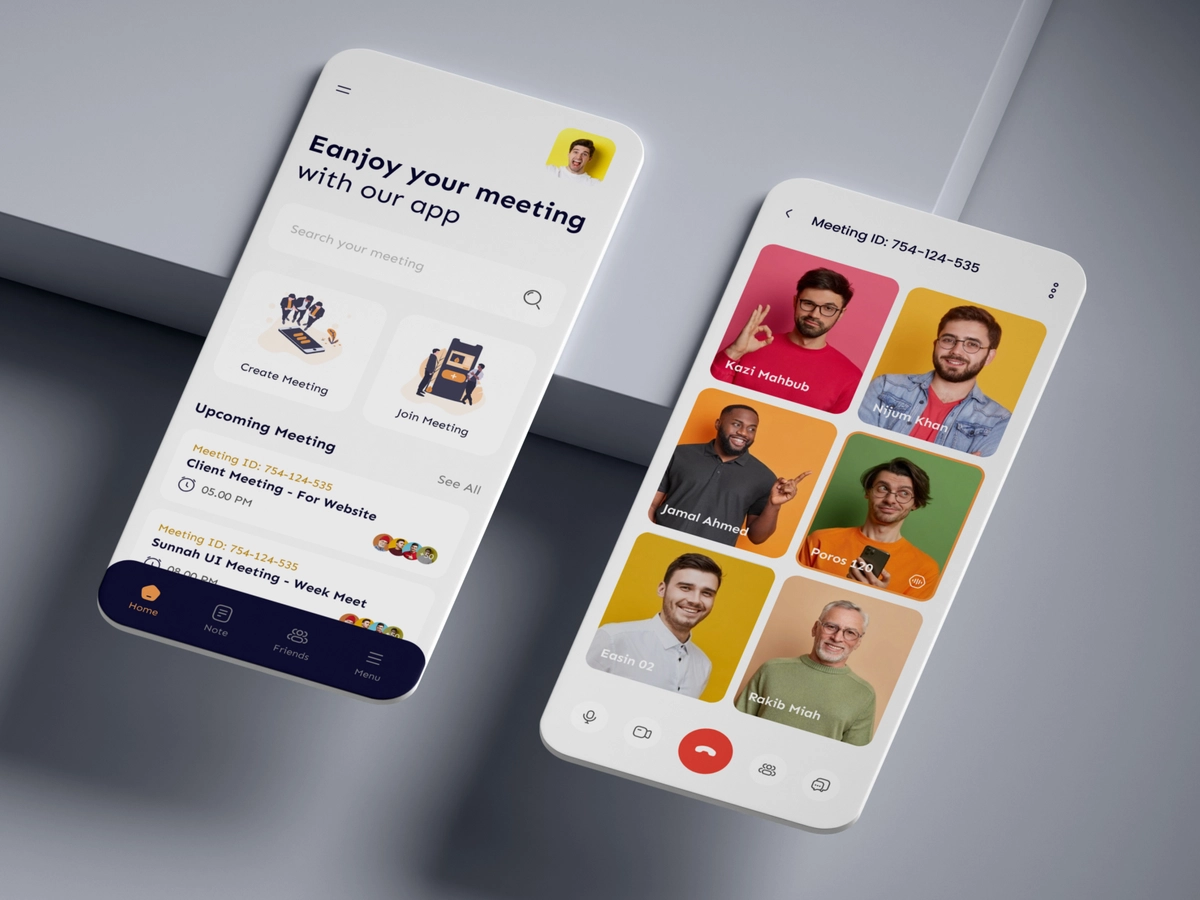 Eanjoy your meeting
with our app
Search your meeting
Create Meeting
Join Meeting
Upcoming Meeting
See All
Meeting ID: 754-124-535
Client Meeting - For Website
05.00 PM
+50
Meeting ID: 754-124-535
Sunnah UI Meeting - Week Meet
08.00 PM
Home
Note
Friends
Menu
Meeting ID: 754-124-535
Kazi Mahbub
Nijum Khan
Jamal Ahmed
Poros 120
Easin 02
Rakib Miah